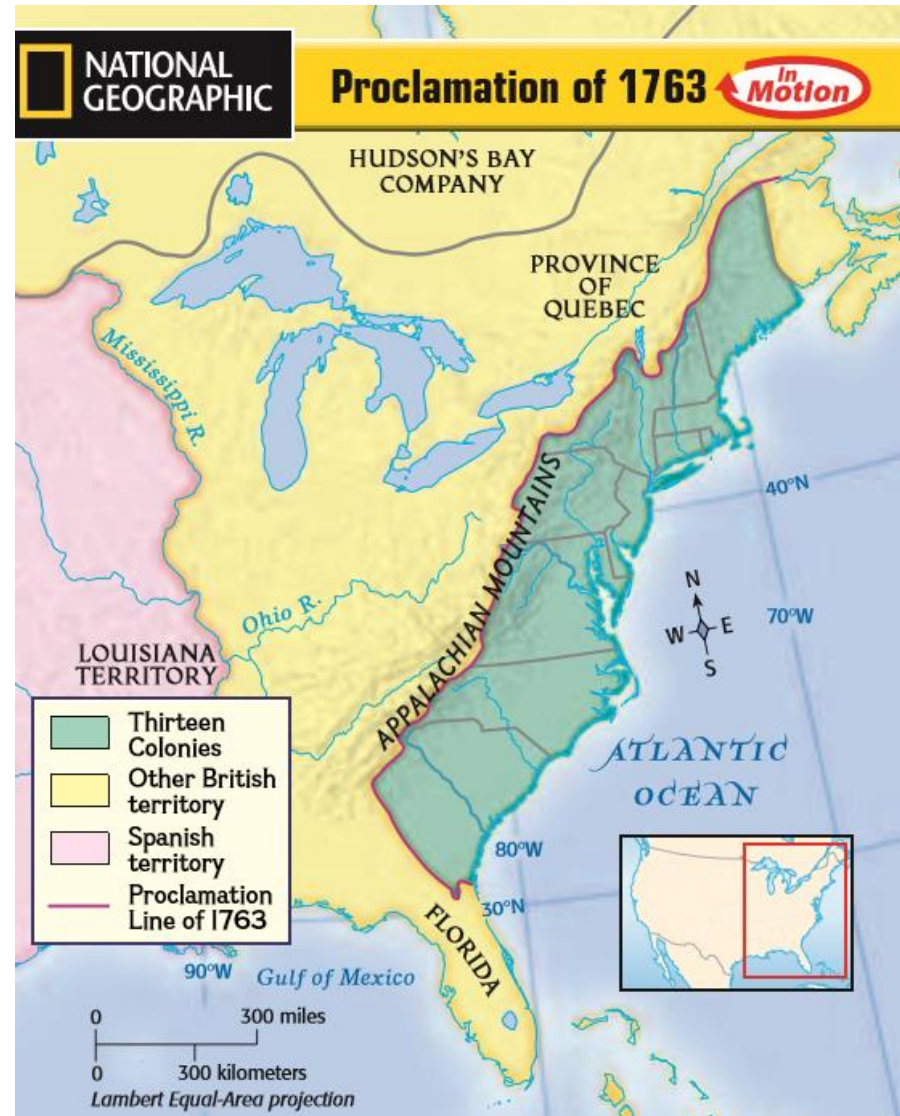 NATIONAL
GEOGRAPHIC
Proclamation of 1763
In
Motion
HUDSON'S BAY
COMPANY
PROVINCE
OF
QUEBEC
Mississippi R.
40°N
APPALACHIAN MOUNTAINS
N
W E
S
70°W
Ohio R.
LOUISIANA
TERRITORY
Thirteen
Colonies
Other British
territory
Spanish
territory
Proclamation
Line of 1763
ATLANTIC
OCEAN
80°W
30°N
FLORIDA
90°W
Gulf of Mexico
0 300 miles
0 300 kilometers
Lambert Equal-Area projection